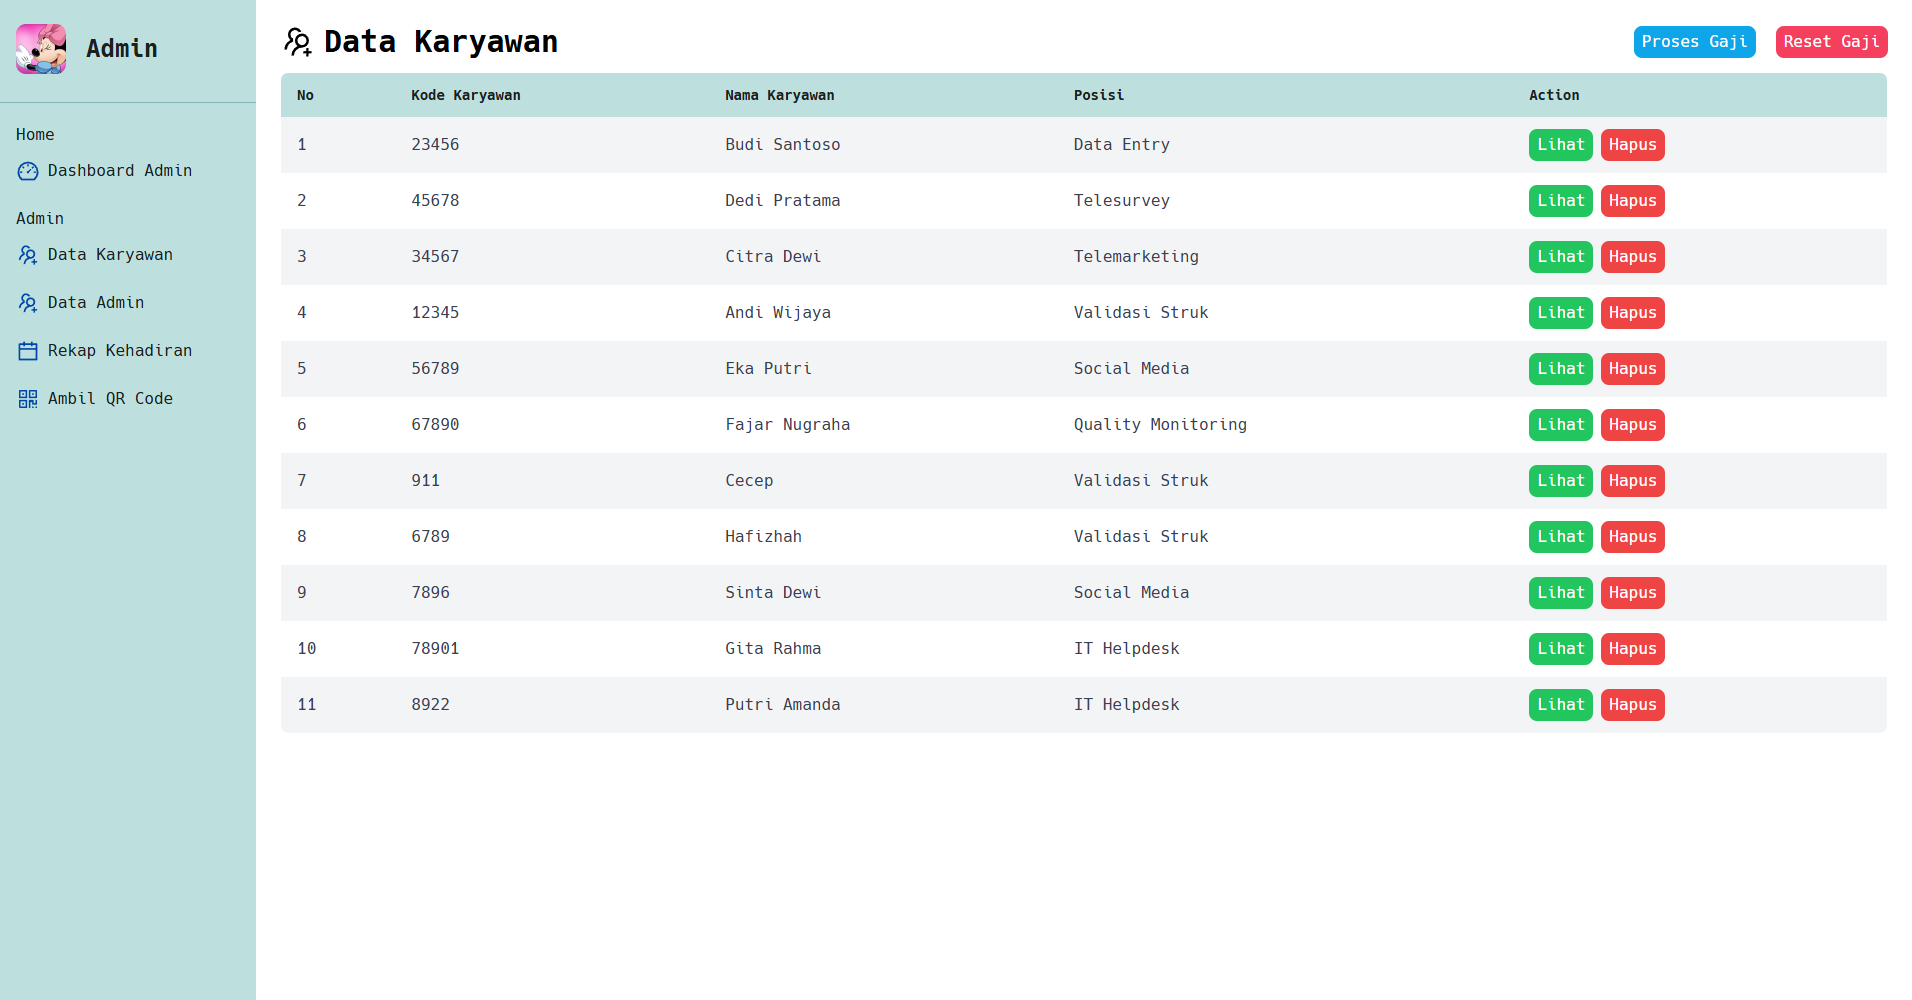 Admin
Home
Dashboard Admin
Admin
Data Karyawan
Data Admin
Rekap Kehadiran
Ambil QR Code
Data Karyawan Proses Gaji Reset Gaji
No Kode Karyawan Nama Karyawan Posisi Action
1 23456 Budi Santoso Data Entry Lihat Hapus
2 45678 Dedi Pratama Telesurvey Lihat Hapus
3 34567 Citra Dewi Telemarketing Lihat Hapus
4 12345 Andi Wijaya Validasi Struk Lihat Hapus
5 56789 Eka Putri Social Media Lihat Hapus
6 67890 Fajar Nugraha Quality Monitoring Lihat Hapus
7 911 Cecep Validasi Struk Lihat Hapus
8 6789 Hafizhah Validasi Struk Lihat Hapus
9 7896 Sinta Dewi Social Media Lihat Hapus
10 78901 Gita Rahma IT Helpdesk Lihat Hapus
11 8922 Putri Amanda IT Helpdesk Lihat Hapus